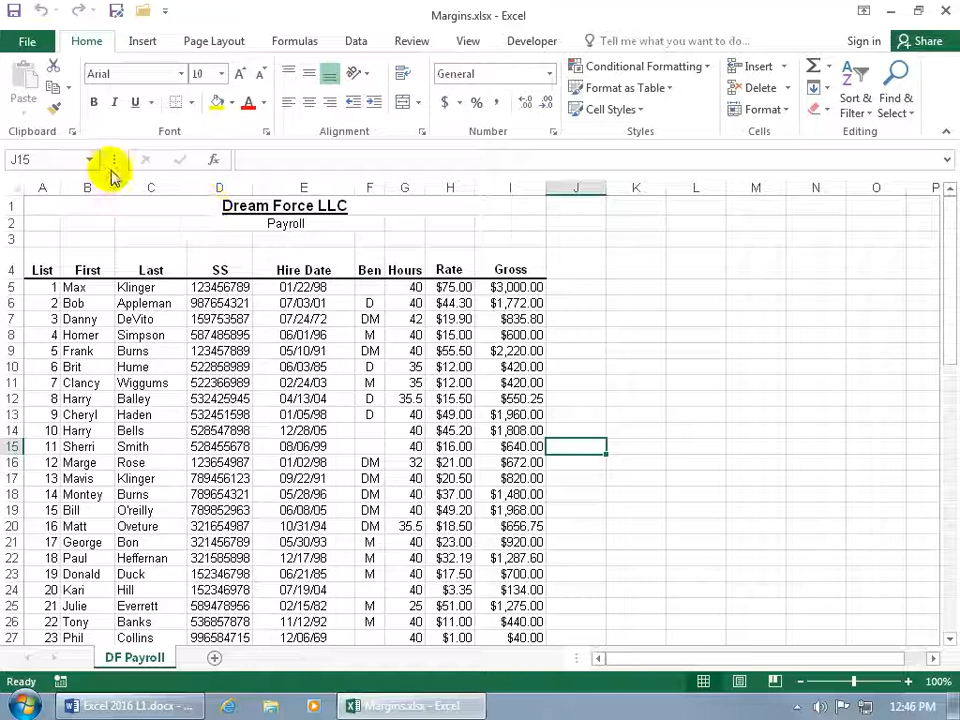 Margins.xlsx - Excel
File Home Insert Page Layout Formulas Data Review View Developer Tell me what you want to do... Sign in Share
Paste Arial 10 General Conditional Formatting Format as Table Cell Styles Insert Delete Format Sort & Filter Find & Select
Clipboard Font Alignment Number Styles Cells Editing
J15 fx
A B C D E F G H I J K L M N O P
1 Dream Force LLC
2 Payroll
3
4 List First Last SS Hire Date Ben Hours Rate Gross
5 1 Max Klinger 123456789 01/22/98 40 $75.00 $3,000.00
6 2 Bob Appleman 987654321 07/03/01 D 40 $44.30 $1,772.00
7 3 Danny DeVito 159753587 07/24/72 DM 42 $19.90 $835.80
8 4 Homer Simpson 587485895 06/01/96 M 40 $15.00 $600.00
9 5 Frank Burns 123457889 05/10/91 DM 40 $55.50 $2,220.00
10 6 Brit Hume 522858989 06/03/85 D 35 $12.00 $420.00
11 7 Clancy Wiggums 522366989 02/24/03 M 35 $12.00 $420.00
12 8 Harry Balley 532425945 04/13/04 D 35.5 $15.50 $550.25
13 9 Cheryl Haden 532451598 01/05/98 D 40 $49.00 $1,960.00
14 10 Harry Bells 528547898 12/28/05 40 $45.20 $1,808.00
15 11 Sherri Smith 528455678 08/06/99 40 $16.00 $640.00
16 12 Marge Rose 123654987 01/02/98 DM 32 $21.00 $672.00
17 13 Mavis Klinger 789456123 09/22/91 DM 40 $20.50 $820.00
18 14 Montey Burns 789654321 05/28/96 DM 40 $37.00 $1,480.00
19 15 Bill O'reilly 789852963 06/08/05 DM 40 $49.20 $1,968.00
20 16 Matt Oveture 321654987 10/31/94 DM 35.5 $18.50 $656.75
21 17 George Bon 321456789 05/30/93 M 40 $23.00 $920.00
22 18 Paul Heffernan 321585898 12/17/98 M 40 $32.19 $1,287.60
23 19 Donald Duck 152346798 06/21/85 M 40 $17.50 $700.00
24 20 Kari Hill 152346978 07/19/04 40 $3.35 $134.00
25 21 Julie Everrett 589478956 02/15/82 M 25 $51.00 $1,275.00
26 22 Tony Banks 536857878 11/12/92 M 40 $11.00 $440.00
27 23 Phil Collins 996584715 12/06/69 40 $1.00 $40.00
DF Payroll
Ready 100%
Excel 2016 L1.docx - ... Margins.xlsx - Excel 12:46 PM